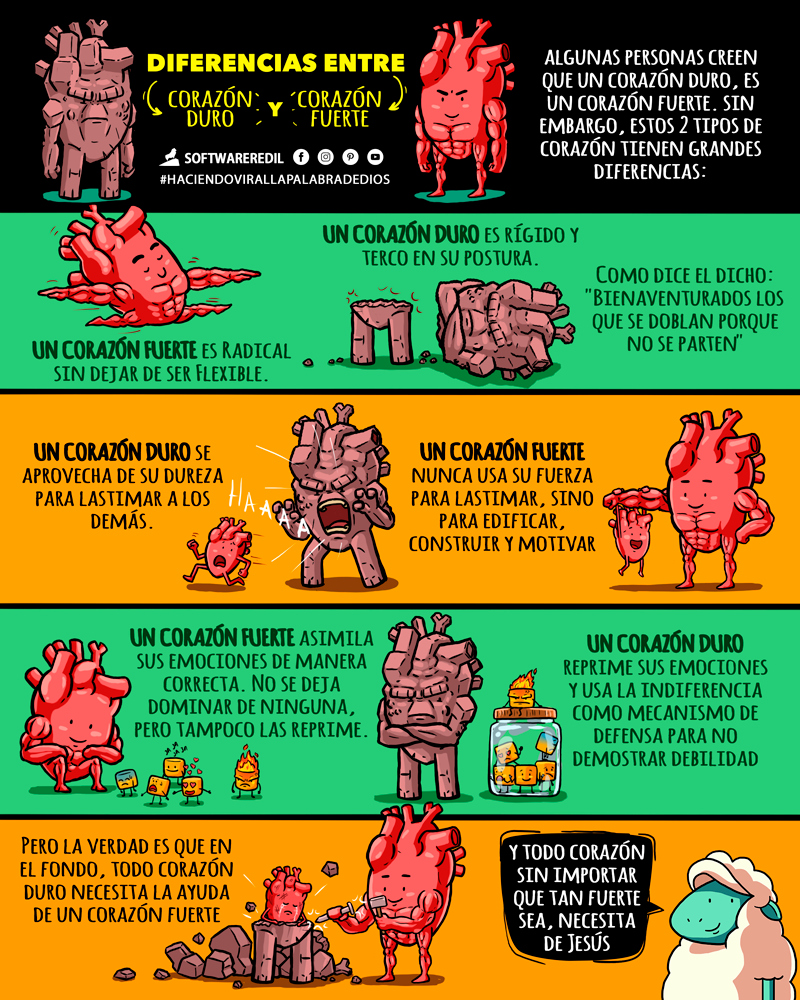 DIFERENCIAS ENTRE
CORAZÓN DURO Y CORAZÓN FUERTE
SOFTWAREREDIL
#HACIENDOVIRALLAPALABRADEDIOS
ALGUNAS PERSONAS CREEN
QUE UN CORAZÓN DURO, ES
UN CORAZÓN FUERTE. SIN
EMBARGO, ESTOS 2 TIPOS DE
CORAZÓN TIENEN GRANDES
DIFERENCIAS:
UN CORAZÓN FUERTE ES RADICAL
SIN DEJAR DE SER FLEXIBLE.
UN CORAZÓN DURO ES RÍGIDO Y
TERCO EN SU POSTURA.
COMO DICE EL DICHO:
"BIENAVENTURADOS LOS
QUE SE DOBLAN PORQUE
NO SE PARTEN"
UN CORAZÓN DURO SE
APROVECHA DE SU DUREZA
PARA LASTIMAR A LOS
DEMÁS.
HAAAAA
UN CORAZÓN FUERTE
NUNCA USA SU FUERZA
PARA LASTIMAR, SINO
PARA EDIFICAR,
CONSTRUIR Y MOTIVAR
UN CORAZÓN FUERTE ASIMILA
SUS EMOCIONES DE MANERA
CORRECTA. NO SE DEJA
DOMINAR DE NINGUNA,
PERO TAMPOCO LAS REPRIME.
UN CORAZÓN DURO
REPRIME SUS EMOCIONES
Y USA LA INDIFERENCIA
COMO MECANISMO DE
DEFENSA PARA NO
DEMOSTRAR DEBILIDAD
PERO LA VERDAD ES QUE EN
EL FONDO, TODO CORAZÓN
DURO NECESITA LA AYUDA
DE UN CORAZÓN FUERTE
Y TODO CORAZÓN
SIN IMPORTAR
QUE TAN FUERTE
SEA, NECESITA
DE JESÚS